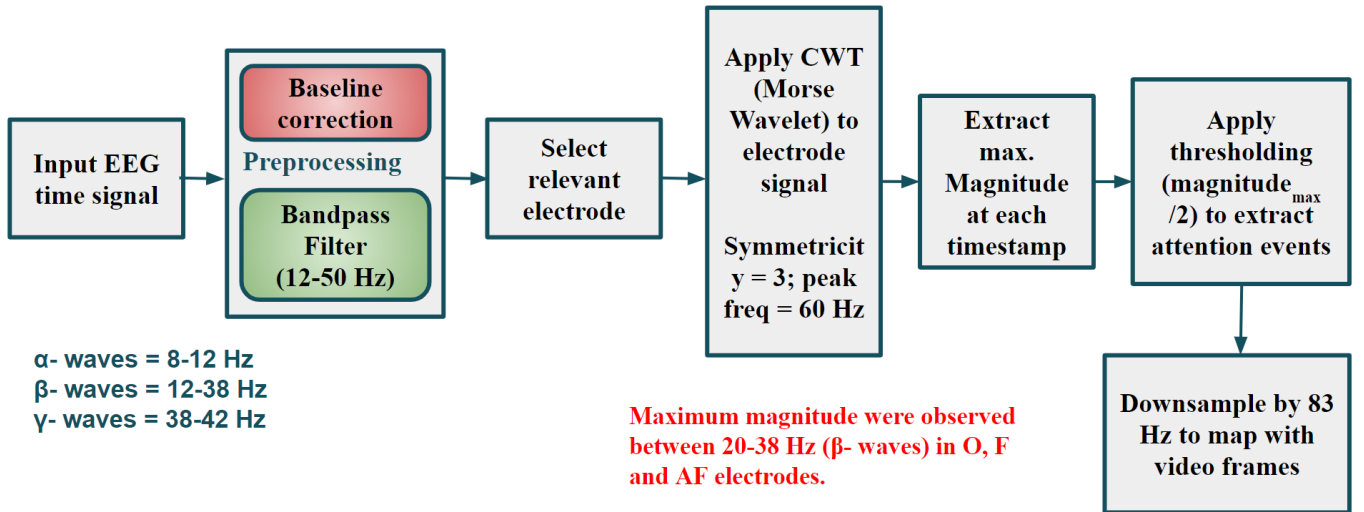 Input EEG
time signal
Baseline
correction
Preprocessing
Bandpass
Filter
(12-50 Hz)
Select
relevant
electrode
Apply CWT
(Morse
Wavelet) to
electrode
signal
Symmetricit
y = 3; peak
freq = 60 Hz
Extract
max.
Magnitude
at each
timestamp
Apply
thresholding
(magnitude max
/2) to extract
attention events
Downsample by 83
Hz to map with
video frames
α- waves = 8-12 Hz
β- waves = 12-38 Hz
γ- waves = 38-42 Hz
Maximum magnitude were observed
between 20-38 Hz (β- waves) in O, F
and AF electrodes.